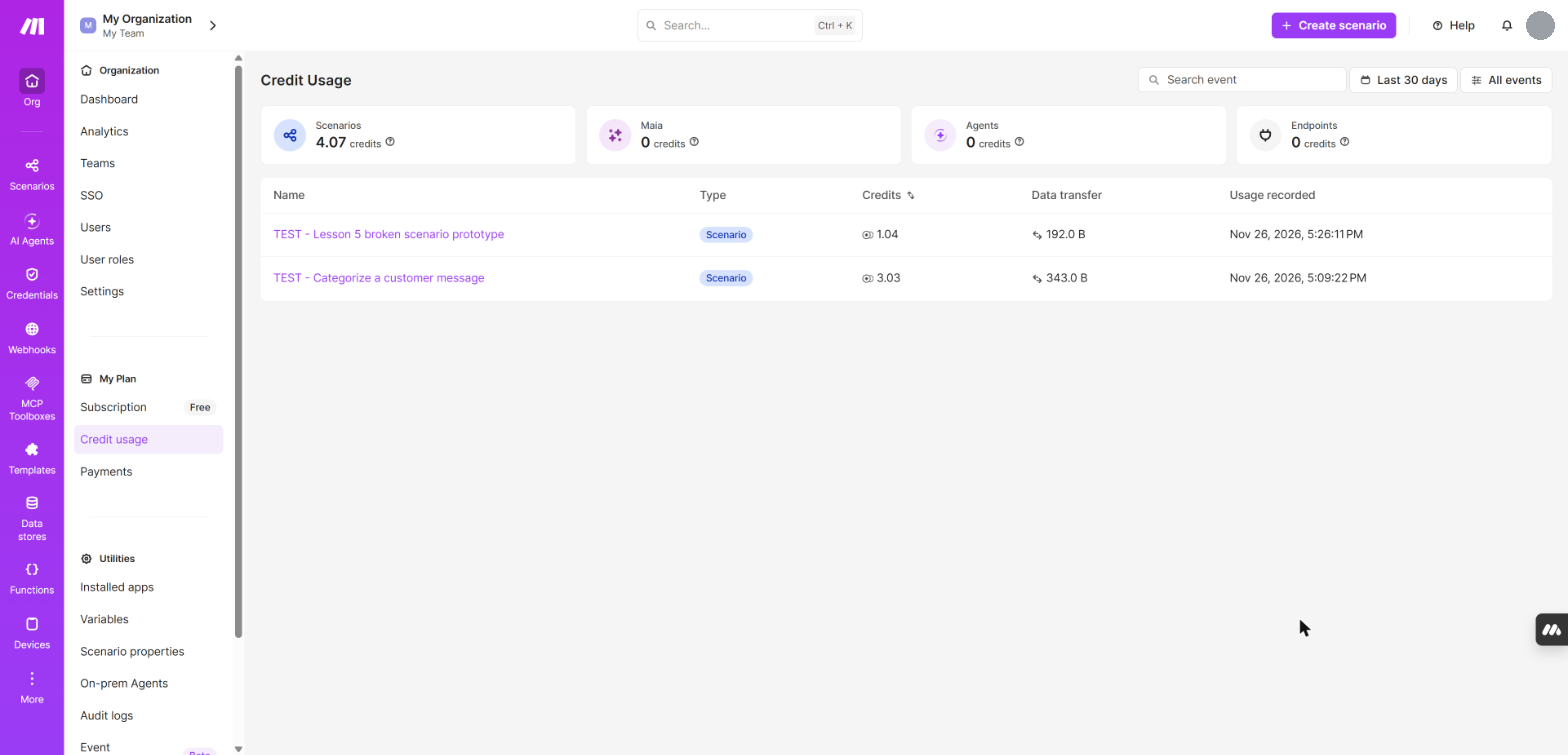 M My Organization
My Team
Search... Ctrl + K
Create scenario
Help
Org
Scenarios
AI Agents
Credentials
Webhooks
MCP
Toolboxes
Templates
Data
stores
Functions
Devices
More
Organization
Dashboard
Analytics
Teams
SSO
Users
User roles
Settings
My Plan
Subscription Free
Credit usage
Payments
Utilities
Installed apps
Variables
Scenario properties
On-prem Agents
Audit logs
Event Beta
Credit Usage
Search event
Last 30 days
All events
Scenarios
4.07 credits
Maia
0 credits
Agents
0 credits
Endpoints
0 credits
Name Type Credits Data transfer Usage recorded
TEST - Lesson 5 broken scenario prototype Scenario 1.04 192.0 B Nov 26, 2026, 5:26:11 PM
TEST - Categorize a customer message Scenario 3.03 343.0 B Nov 26, 2026, 5:09:22 PM